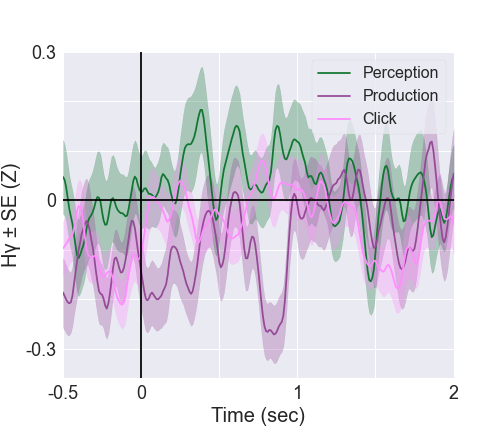 0.3
Perception
Production
Click
Hγ ± SE (Z)
0
-0.3
-0.5
0
1
2
Time (sec)